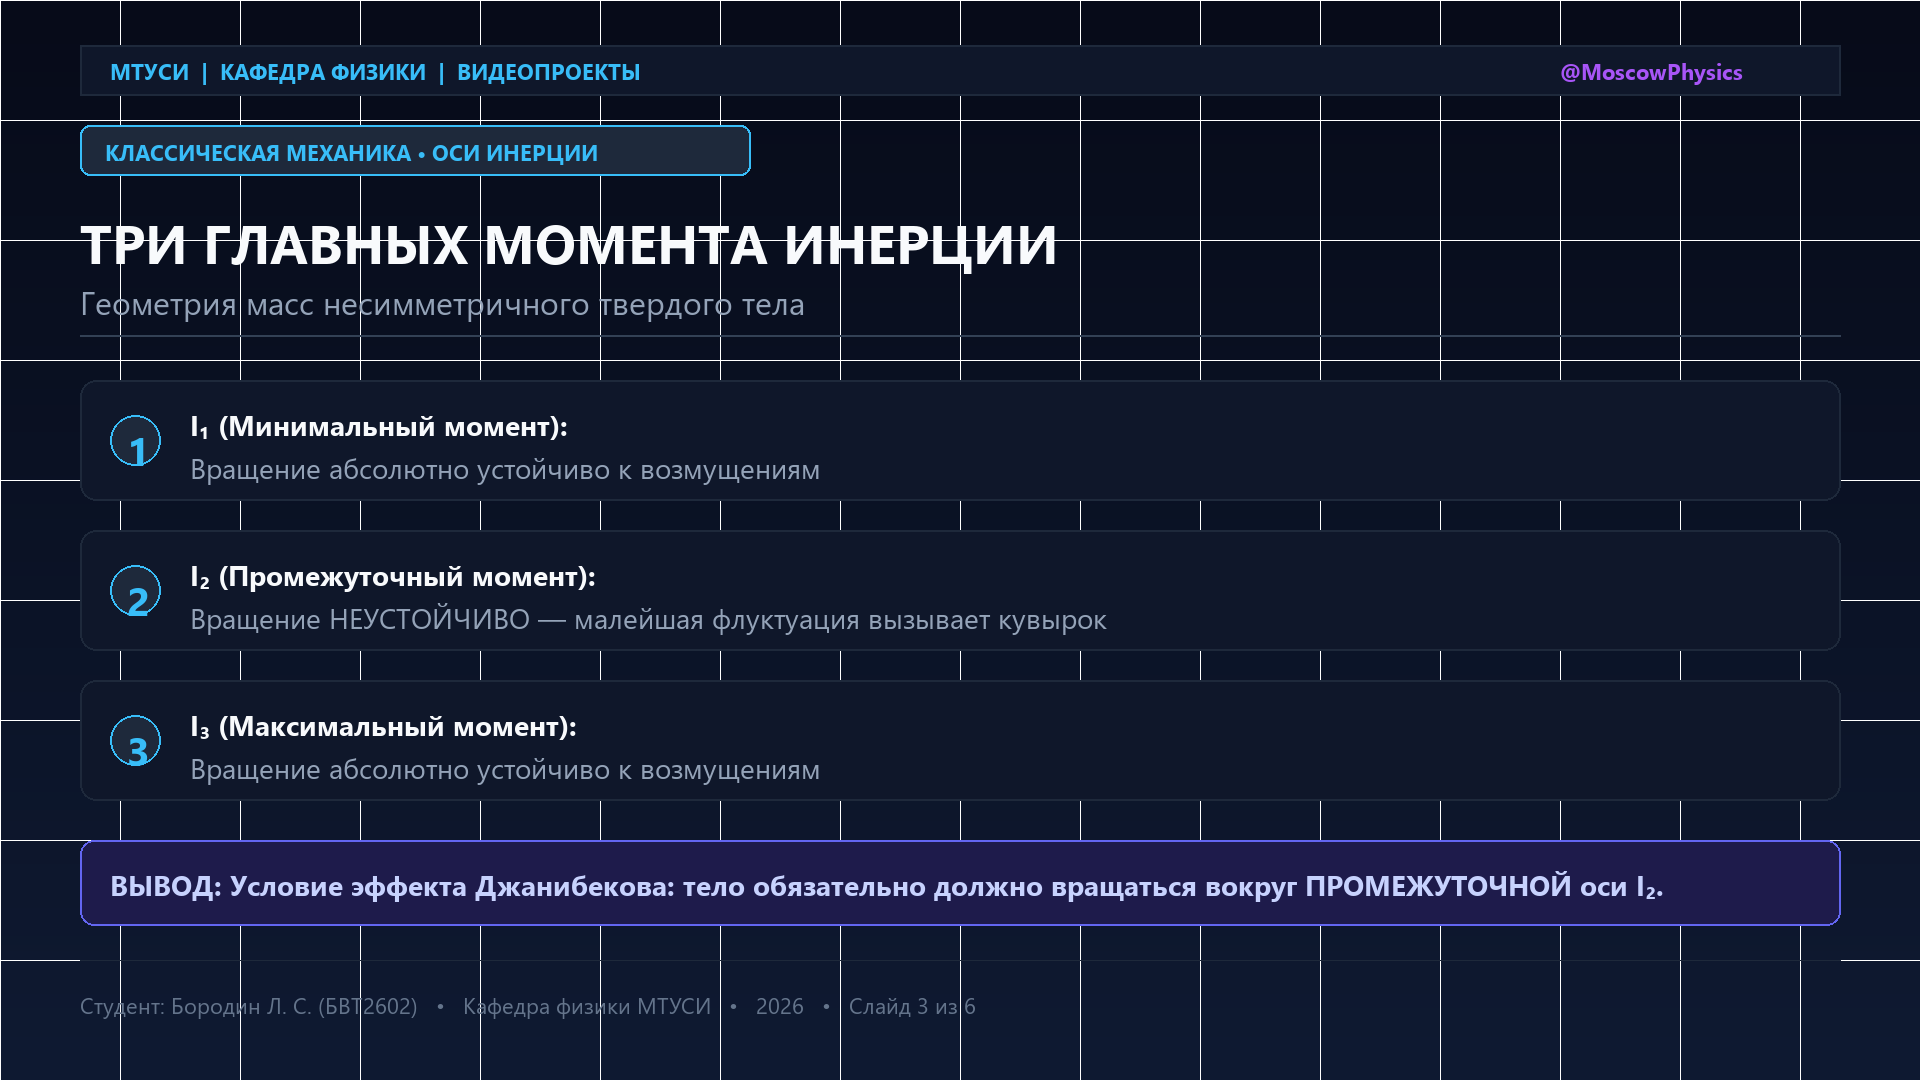 МТУСИ | КАФЕДРА ФИЗИКИ | ВИДЕОПРОЕКТЫ
@MoscowPhysics
КЛАССИЧЕСКАЯ МЕХАНИКА • ОСИ ИНЕРЦИИ
ТРИ ГЛАВНЫХ МОМЕНТА ИНЕРЦИИ
Геометрия масс несимметричного твердого тела
1
I₁ (Минимальный момент):
Вращение абсолютно устойчиво к возмущениям
2
I₂ (Промежуточный момент):
Вращение НЕУСТОЙЧИВО — малейшая флуктуация вызывает кувырок
3
I₃ (Максимальный момент):
Вращение абсолютно устойчиво к возмущениям
ВЫВОД: Условие эффекта Джанибекова: тело обязательно должно вращаться вокруг ПРОМЕЖУТОЧНОЙ оси I₂.
Студент: Бородин Л. С. (БВТ2602) • Кафедра физики МТУСИ • 2026 • Слайд 3 из 6